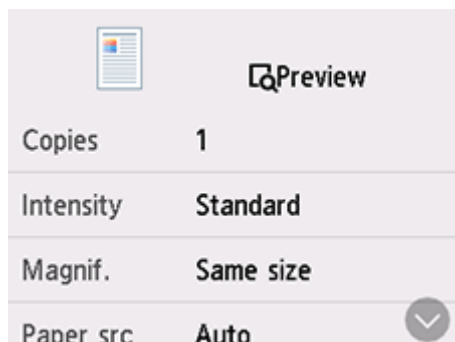 Preview
Copies 1
Intensity Standard
Magnif. Same size
Paper src Auto